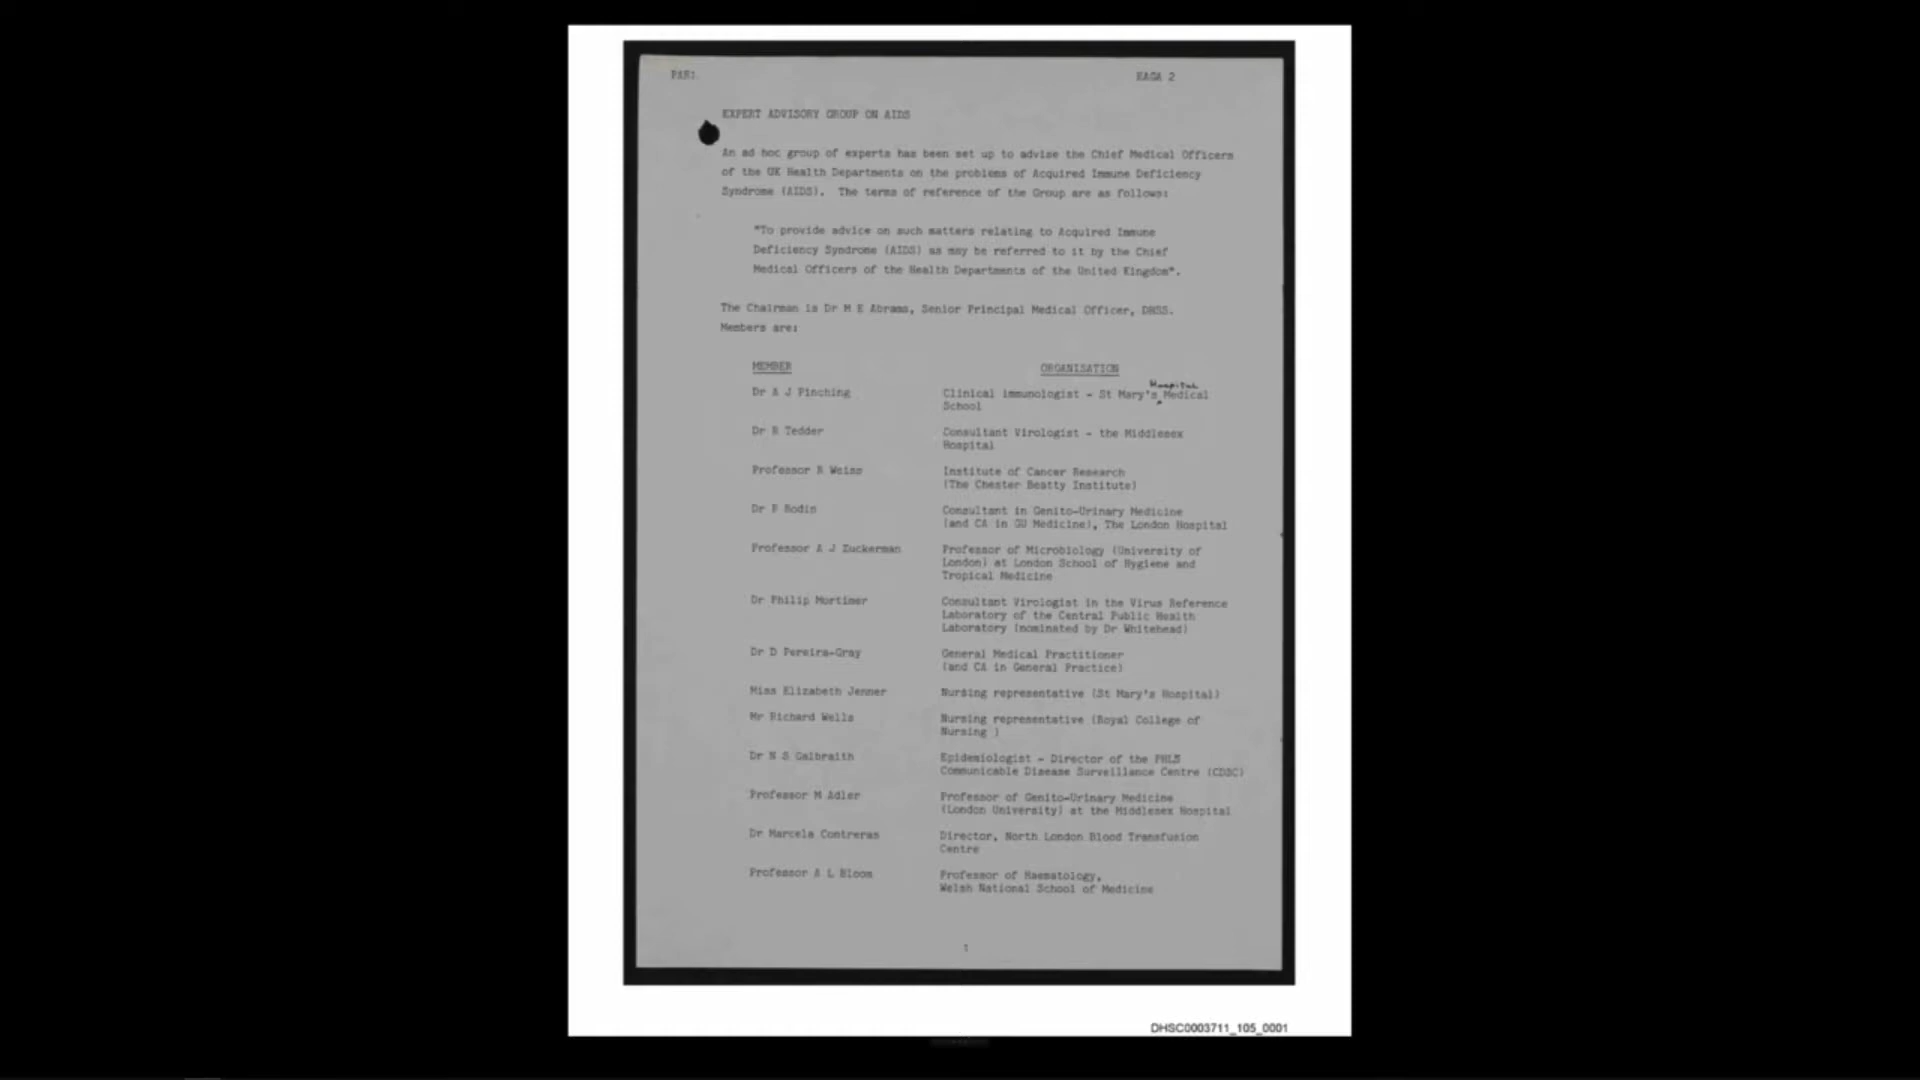 EAGA 2
EXPERT ADVISORY GROUP ON AIDS
An ad hoc group of experts has been set up to advise the Chief Medical Officers
of the UK Health Departments on the problems of Acquired Immune Deficiency
Syndrome (AIDS). The terms of reference of the Group are as follows:
"To provide advice on such matters relating to Acquired Immune
Deficiency Syndrome (AIDS) as may be referred to it by the Chief
Medical Officers of the Health Departments of the United Kingdom".
The Chairman is Dr M E Abrams, Senior Principal Medical Officer, DHSS.
Members are:
MEMBER ORGANISATION
Hospital
Dr A J Pinching Clinical immunologist - St Mary's Medical
School
Dr R Tedder Consultant Virologist - the Middlesex
Hospital
Professor R Weiss Institute of Cancer Research
(The Chester Beatty Institute)
Dr P Rodin Consultant in Genito-Urinary Medicine
(and CA in GU Medicine), The London Hospital
Professor A J Zuckerman Professor of Microbiology (University of
London) at London School of Hygiene and
Tropical Medicine
Dr Philip Mortimer Consultant Virologist in the Virus Reference
Laboratory of the Central Public Health
Laboratory (nominated by Dr Whitehead)
Dr D Pereira-Gray General Medical Practitioner
(and CA in General Practice)
Miss Elizabeth Jenner Nursing representative (St Mary's Hospital)
Mr Richard Wells Nursing representative (Royal College of
Nursing )
Dr N S Galbraith Epidemiologist - Director of the PHLS
Communicable Disease Surveillance Centre (CDSC)
Professor M Adler Professor of Genito-Urinary Medicine
(London University) at the Middlesex Hospital
Dr Marcela Contreras Director, North London Blood Transfusion
Centre
Professor A L Bloom Professor of Haematology,
Welsh National School of Medicine
1
DHSC0003711_105_0001